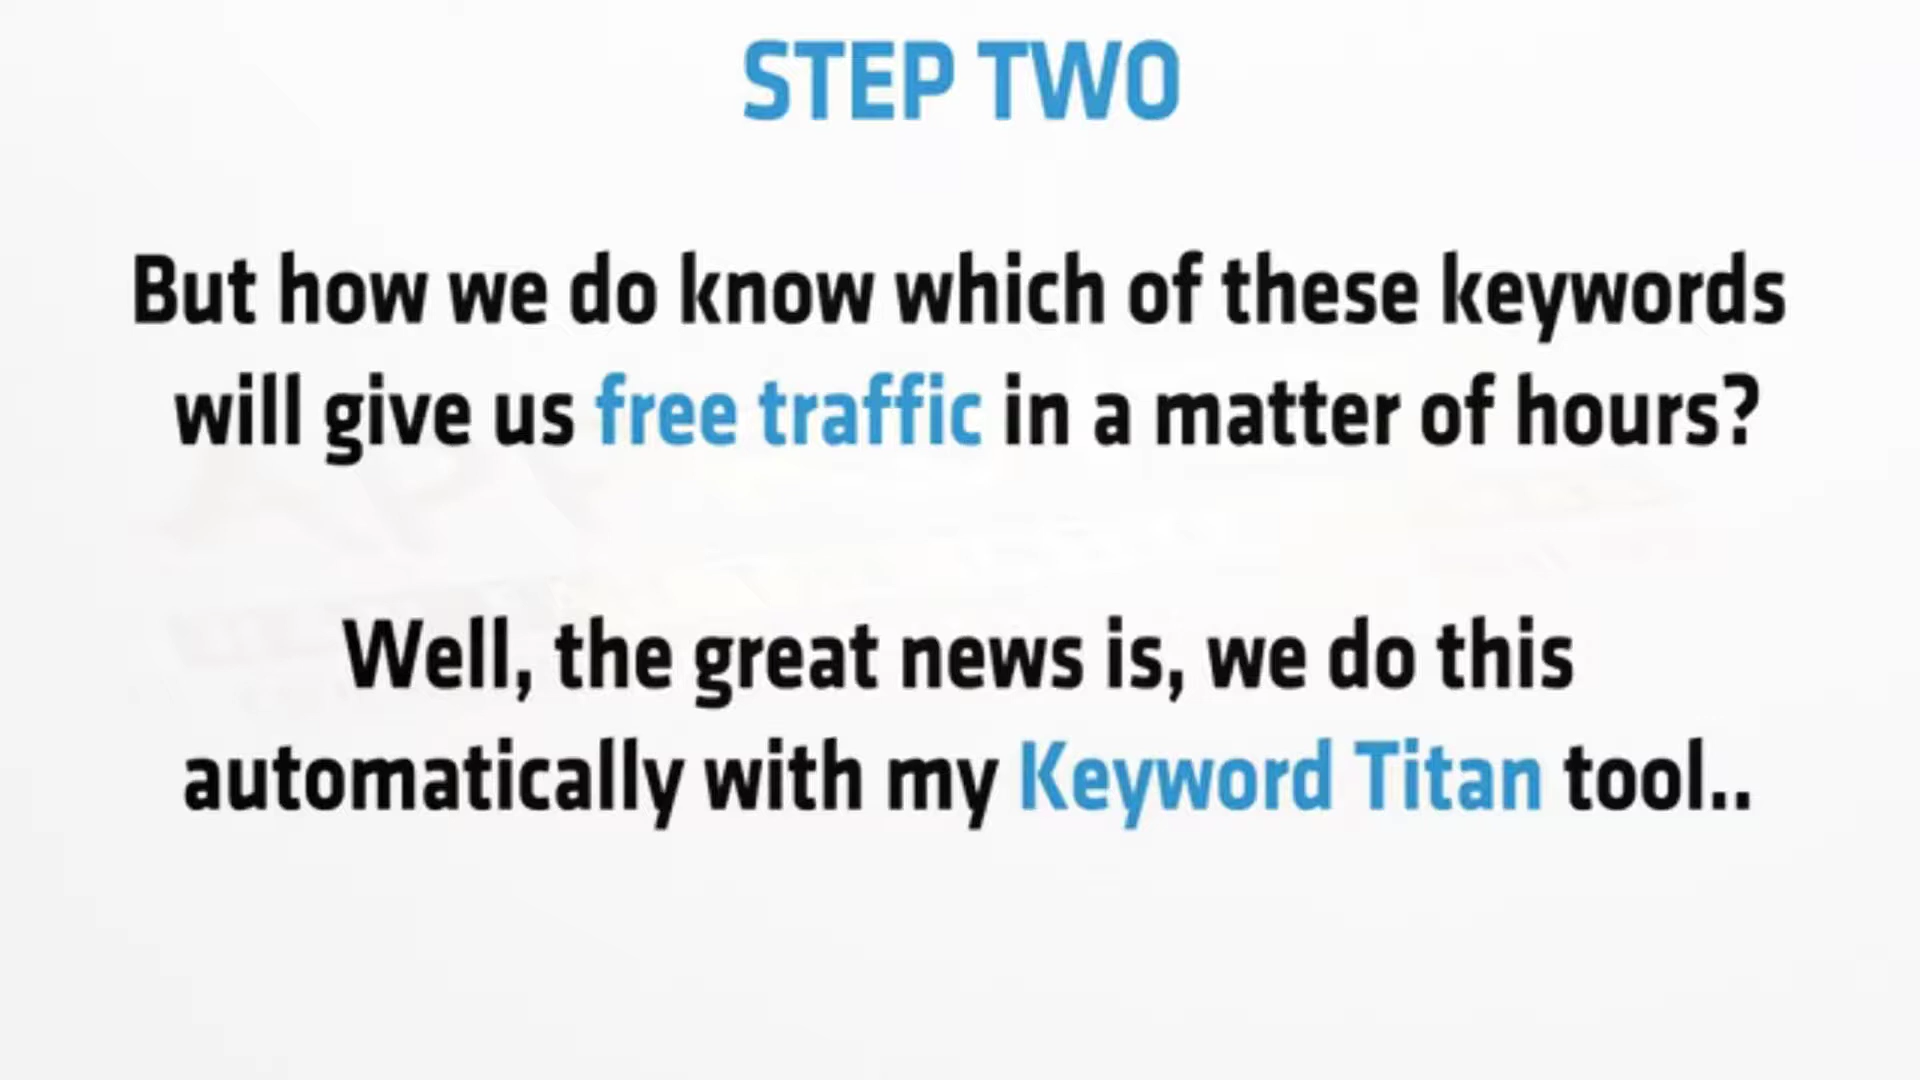 STEP TWO
But how we do know which of these keywords
will give us free traffic in a matter of hours?
Well, the great news is, we do this
automatically with my Keyword Titan tool..